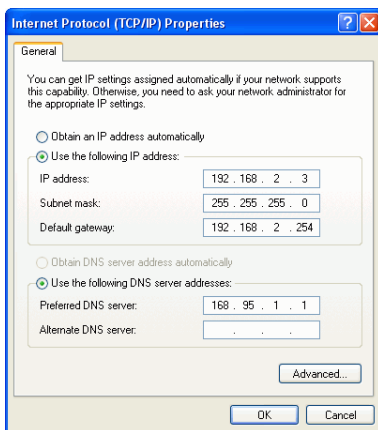 Internet Protocol (TCP/IP) Properties
General
You can get IP settings assigned automatically if your network supports
this capability. Otherwise, you need to ask your network administrator for
the appropriate IP settings.
Obtain an IP address automatically
Use the following IP address:
IP address: 192 . 168 . 2 . 3
Subnet mask: 255 . 255 . 255 . 0
Default gateway: 192 . 168 . 2 . 254
Obtain DNS server address automatically
Use the following DNS server addresses:
Preferred DNS server: 168 . 95 . 1 . 1
Alternate DNS server: . . .
Advanced...
OK Cancel